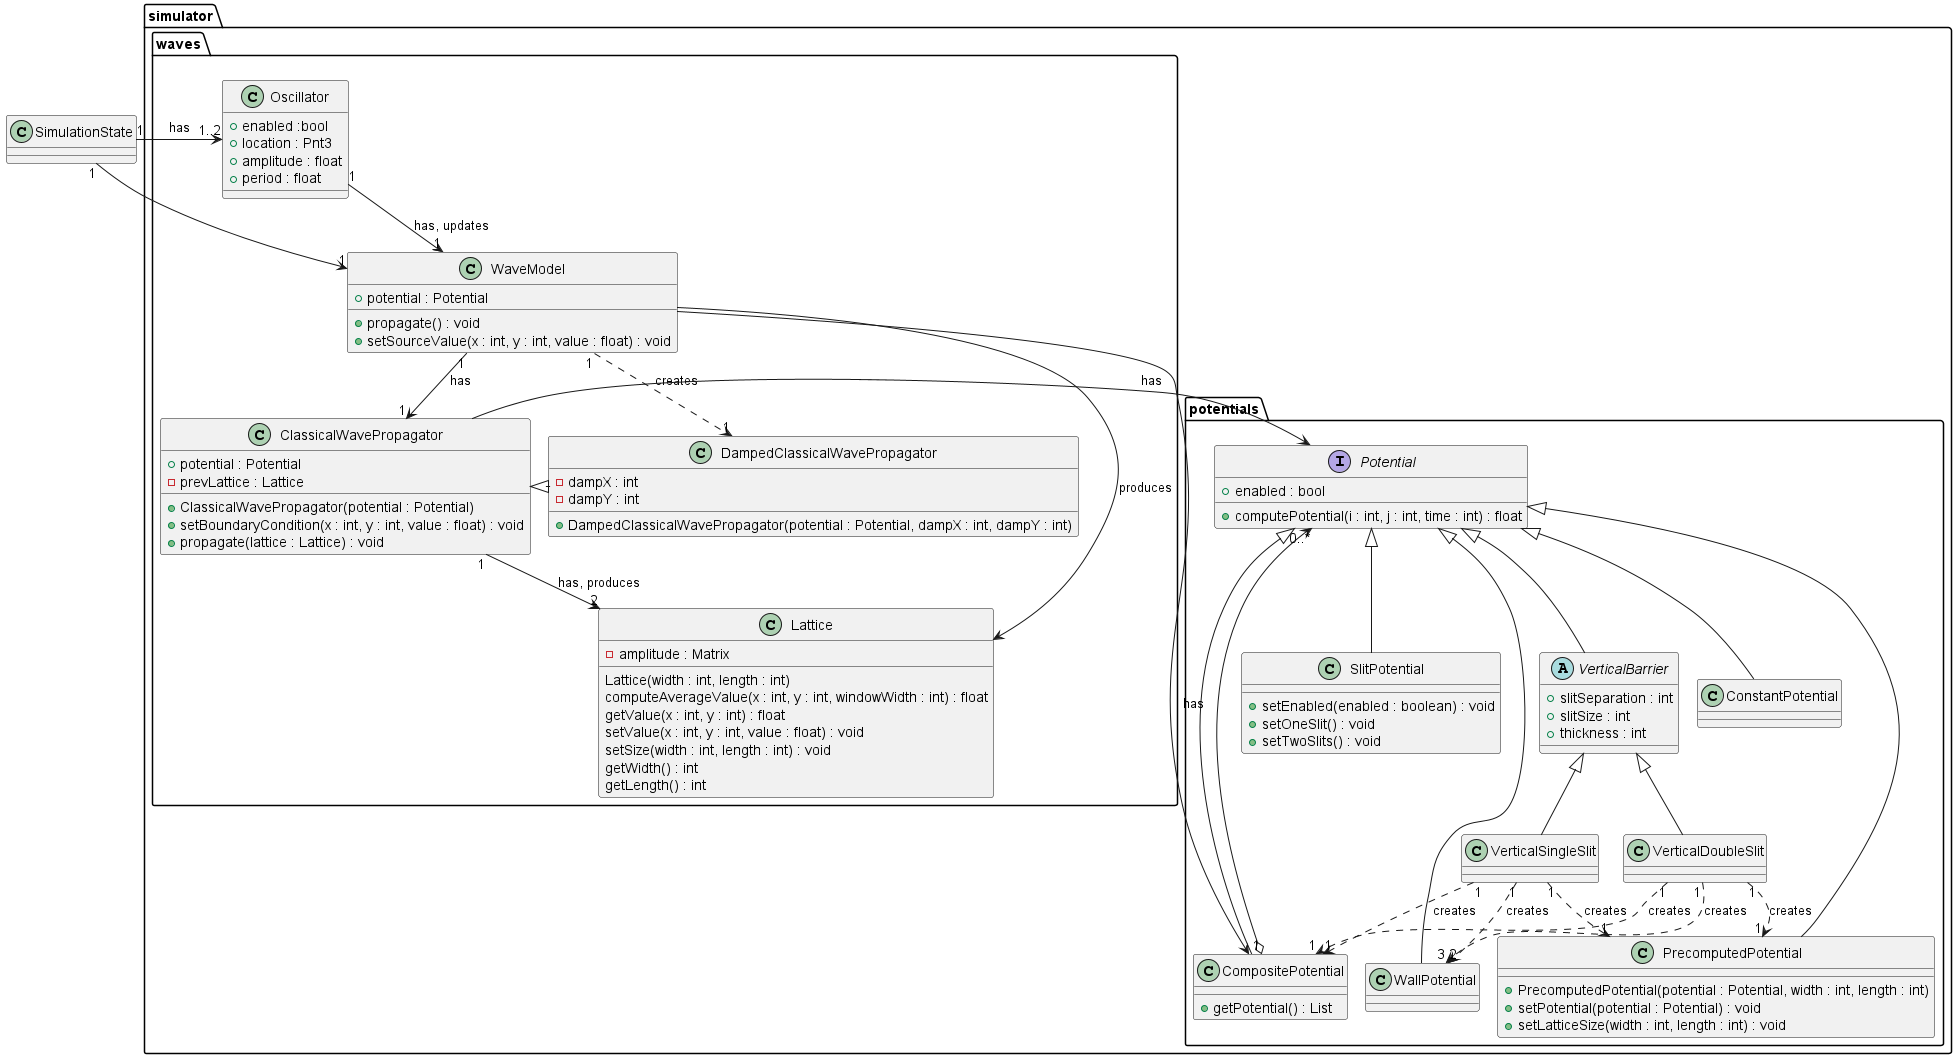 simulator
waves
C Oscillator
enabled :bool
location : Pnt3
amplitude : float
period : float
C SimulationState
1 has 1..2
1
1
has, updates
1
1
C WaveModel
potential : Potential
propagate() : void
setSourceValue(x : int, y : int, value : float) : void
1
has
1
1
creates
1
has
C ClassicalWavePropagator
potential : Potential
prevLattice : Lattice
ClassicalWavePropagator(potential : Potential)
setBoundaryCondition(x : int, y : int, value : float) : void
propagate(lattice : Lattice) : void
C DampedClassicalWavePropagator
dampX : int
dampY : int
DampedClassicalWavePropagator(potential : Potential, dampX : int, dampY : int)
produces
1
has, produces
2
C Lattice
amplitude : Matrix
Lattice(width : int, length : int)
computeAverageValue(x : int, y : int, windowWidth : int) : float
getValue(x : int, y : int) : float
setValue(x : int, y : int, value : float) : void
setSize(width : int, length : int) : void
getWidth() : int
getLength() : int
has
potentials
I Potential
enabled : bool
computePotential(i : int, j : int, time : int) : float
0..*
C SlitPotential
setEnabled(enabled : boolean) : void
setOneSlit() : void
setTwoSlits() : void
A VerticalBarrier
slitSeparation : int
slitSize : int
thickness : int
C ConstantPotential
C VerticalSingleSlit
C VerticalDoubleSlit
1 1 1 1 1 1
creates creates creates creates creates creates
1 1 1 3 2 1 1
C CompositePotential
getPotential() : List
C WallPotential
C PrecomputedPotential
PrecomputedPotential(potential : Potential, width : int, length : int)
setPotential(potential : Potential) : void
setLatticeSize(width : int, length : int) : void